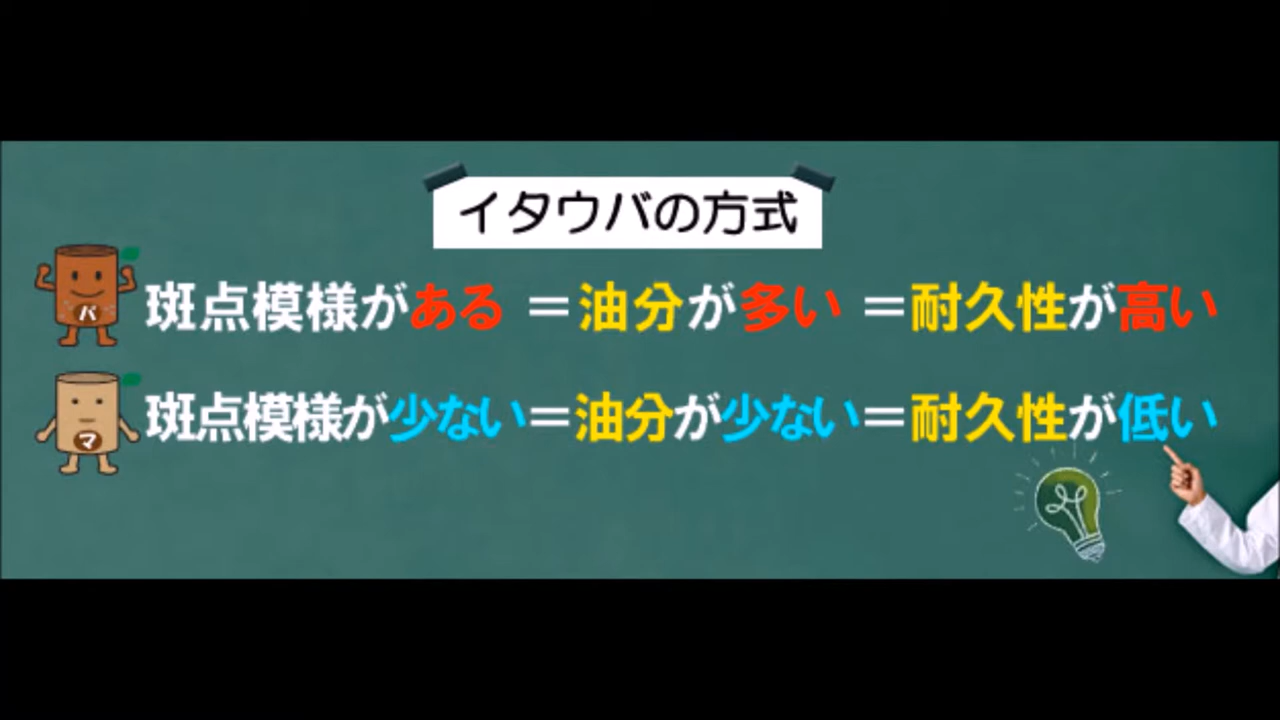 イタウバの方式
バ
斑点模様がある＝油分が多い＝耐久性が高い
マ
斑点模様が少ない＝油分が少ない＝耐久性が低い